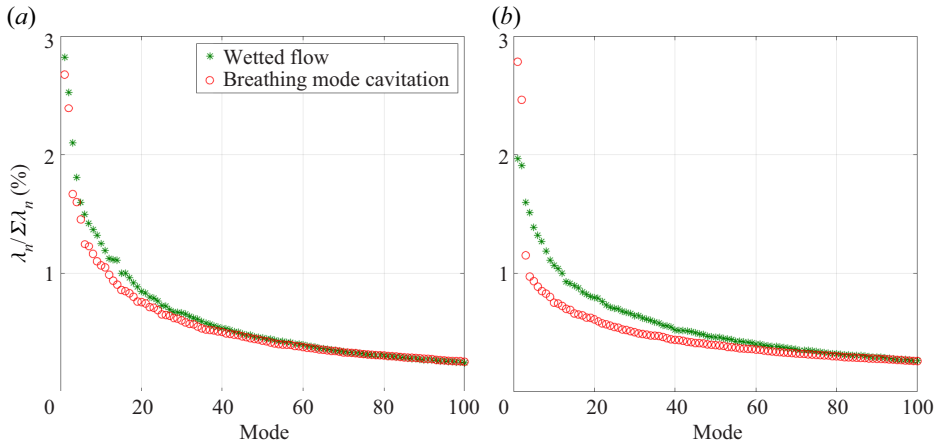 (a)
(b)
3
Wetted flow
Breathing mode cavitation
2
1
λn/Σλn (%)
0 20 40 60 80 100
Mode
3
2
1
0 20 40 60 80 100
Mode